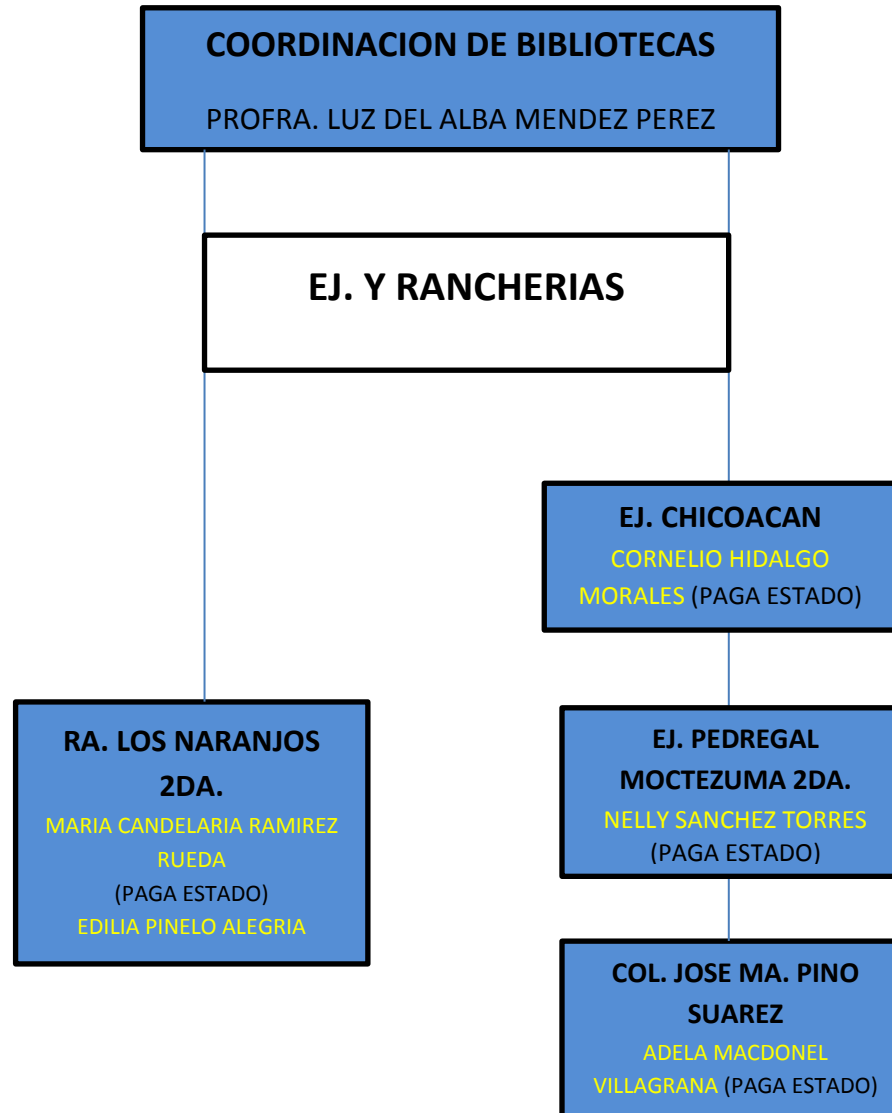 COORDINACION DE BIBLIOTECAS
PROFRA. LUZ DEL ALBA MENDEZ PEREZ
EJ. Y RANCHERIAS
EJ. CHICOACAN
CORNELIO HIDALGO
MORALES (PAGA ESTADO)
RA. LOS NARANJOS
2DA.
MARIA CANDELARIA RAMIREZ
RUEDA
(PAGA ESTADO)
EDILIA PINELO ALEGRIA
EJ. PEDREGAL
MOCTEZUMA 2DA.
NELLY SANCHEZ TORRES
(PAGA ESTADO)
COL. JOSE MA. PINO
SUAREZ
ADELA MACDONEL
VILLAGRANA (PAGA ESTADO)